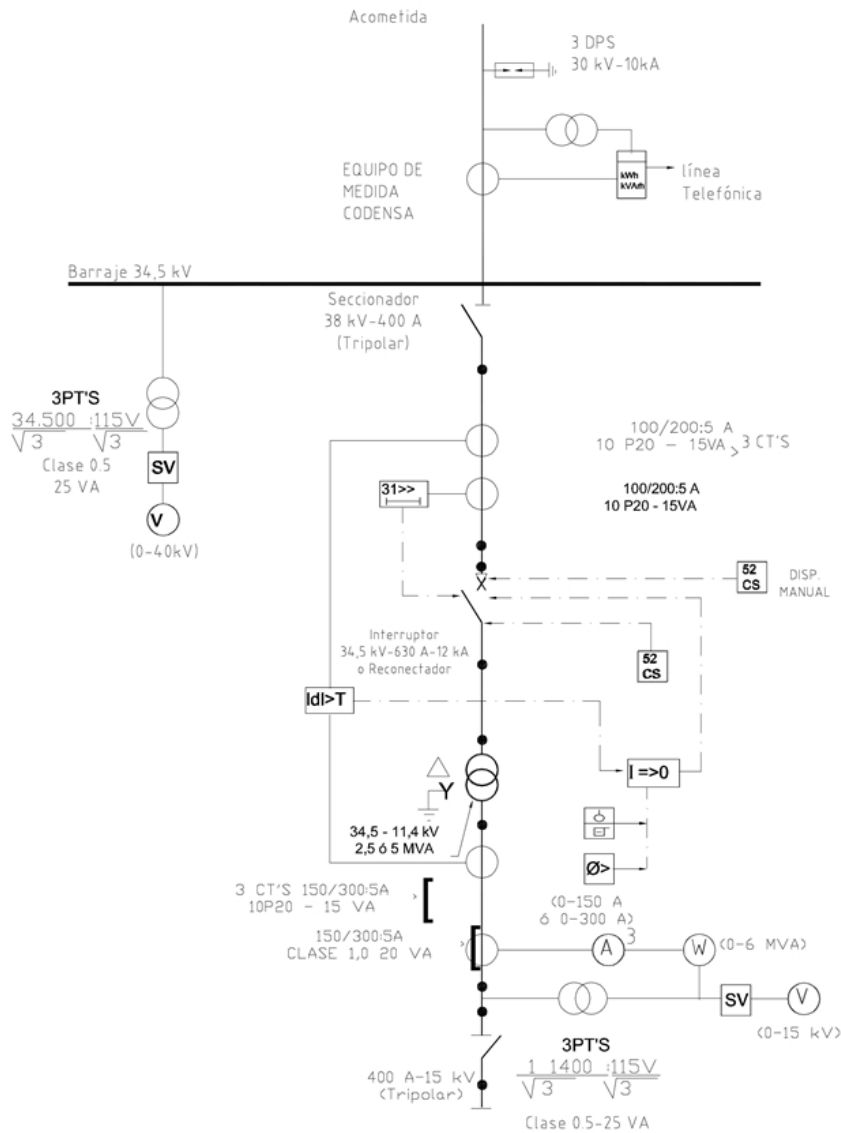 Acometida
3 DPS
30 kV-10kA
EQUIPO DE
MEDIDA
CODENSA
kWh
kVArh
línea
Telefónica
Barraje 34,5 kV
Seccionador
38 kV-400 A
(Tripolar)
3PT'S
34.500 :115V
√3 √3
Clase 0.5
25 VA
SV
V
(0-40kV)
100/200:5 A
10 P20 - 15VA
3 CT'S
31>>
100/200:5 A
10 P20 - 15VA
X
52
CS
DISP.
MANUAL
Interruptor
34,5 kV-630 A-12 kA
o Reconectador
52
CS
IdI>T
I =>0
Y
34,5 - 11,4 kV
2,5 ó 5 MVA
Ø>
3 CT'S 150/300:5A
10P20 - 15 VA
(0-150 A
6 0-300 A)
3
150/300:5A
CLASE 1,0 20 VA
A
W
(0-6 MVA)
SV
V
(0-15 kV)
3PT'S
400 A-15 kV
(Tripolar)
1 1400 :115V
√3 √3
Clase 0.5-25 VA